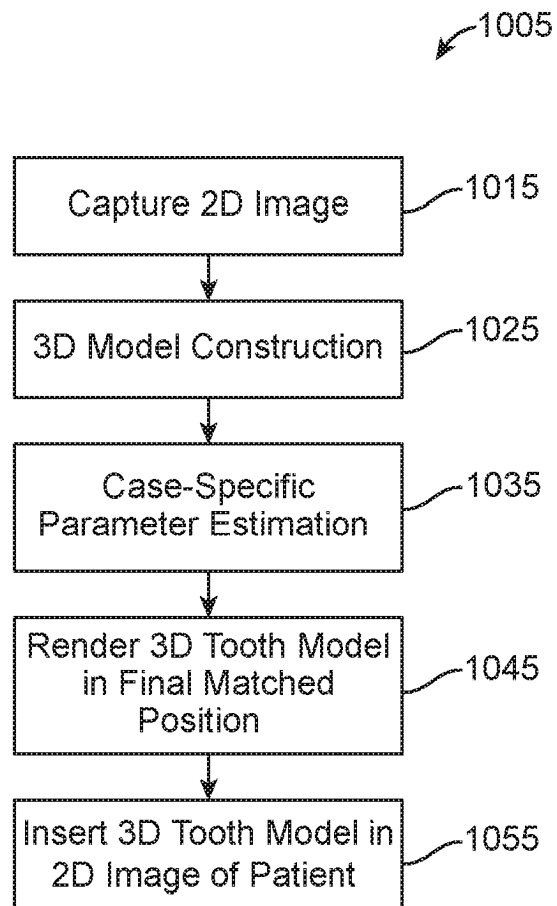 1005
Capture 2D Image
1015
3D Model Construction
1025
Case-Specific
Parameter Estimation
1035
Render 3D Tooth Model
in Final Matched
Position
1045
Insert 3D Tooth Model in
2D Image of Patient
1055